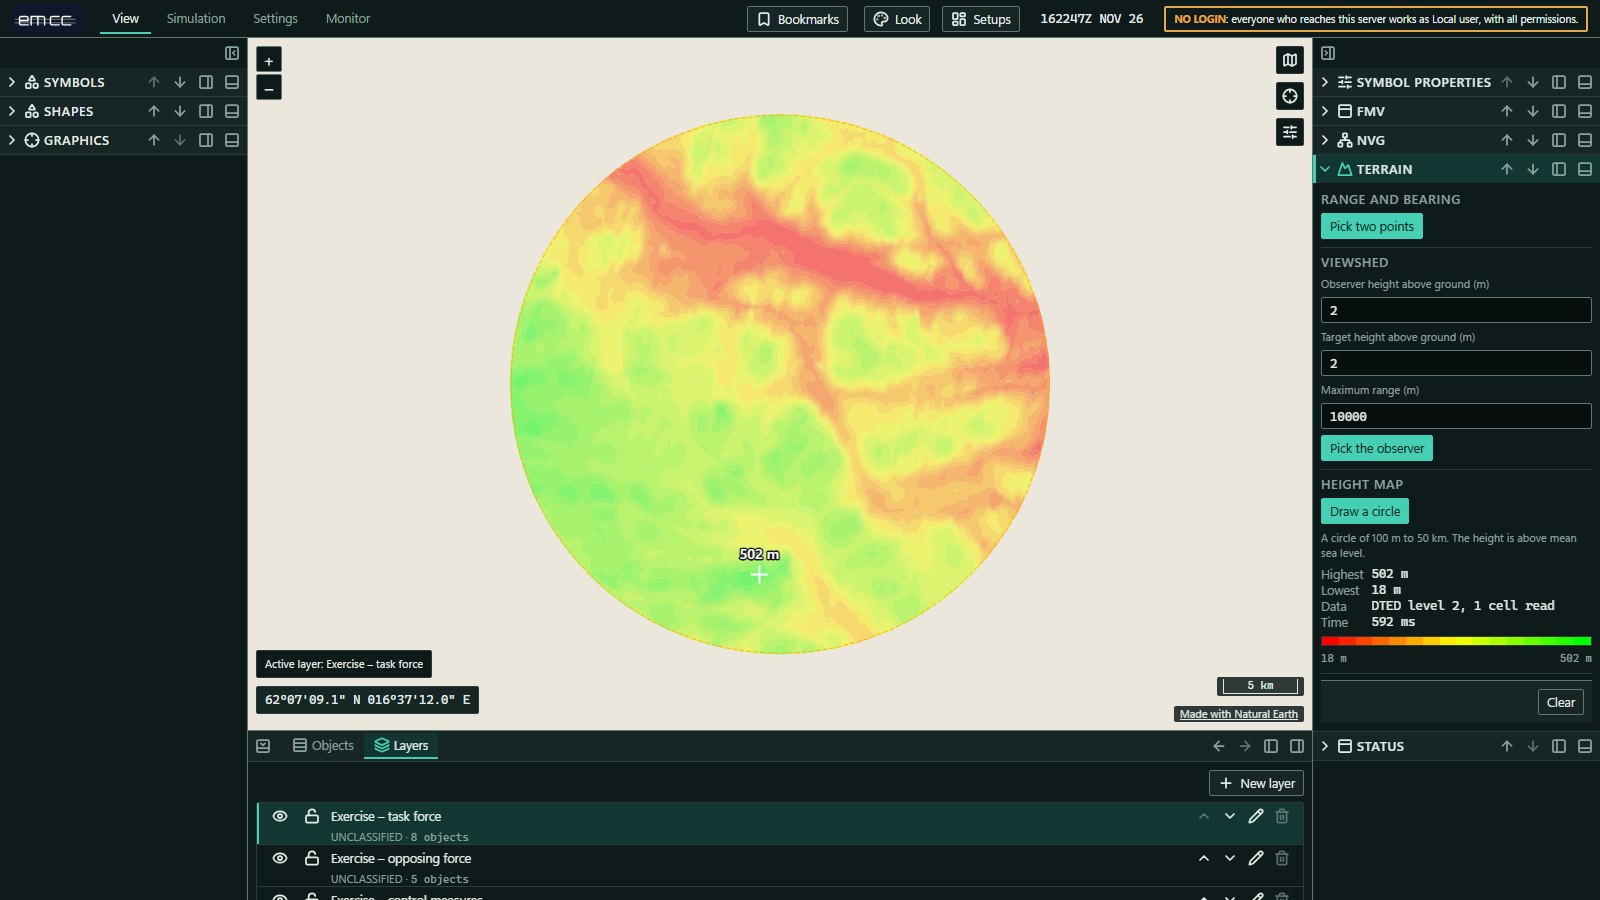 em-cc
View
Simulation
Settings
Monitor
Bookmarks
Look
Setups
162247Z NOV 26
NO LOGIN: everyone who reaches this server works as Local user, with all permissions.
SYMBOLS
SHAPES
GRAPHICS
+
−
502 m
Active layer: Exercise – task force
62°07'09.1" N 016°37'12.0" E
5 km
Made with Natural Earth
Objects
Layers
New layer
Exercise – task force
UNCLASSIFIED · 8 objects
Exercise – opposing force
UNCLASSIFIED · 5 objects
Exercise – control measures
SYMBOL PROPERTIES
FMV
NVG
TERRAIN
RANGE AND BEARING
Pick two points
VIEWSHED
Observer height above ground (m)
2
Target height above ground (m)
2
Maximum range (m)
10000
Pick the observer
HEIGHT MAP
Draw a circle
A circle of 100 m to 50 km. The height is above mean
sea level.
Highest 502 m
Lowest 18 m
Data DTED level 2, 1 cell read
Time 592 ms
18 m 502 m
Clear
STATUS